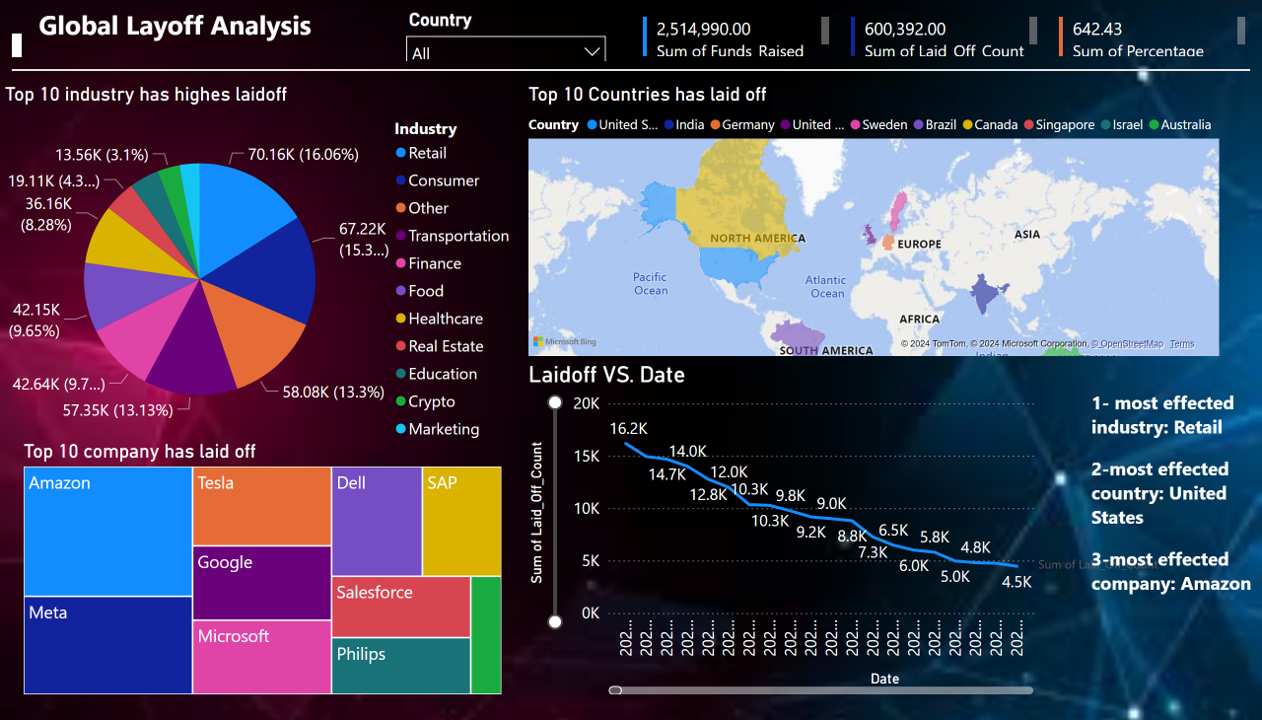 Global Layoff Analysis
Country
All
2,514,990.00
Sum of Funds_Raised
600,392.00
Sum of Laid_Off_Count
642.43
Sum of Percentage
Top 10 industry has highes laidoff
13.56K (3.1%)
70.16K (16.06%)
19.11K (4.3...)
36.16K
(8.28%)
67.22K
(15.3...)
42.15K
(9.65%)
42.64K (9.7...)
58.08K (13.3%)
57.35K (13.13%)
Industry
Retail
Consumer
Other
Transportation
Finance
Food
Healthcare
Real Estate
Education
Crypto
Marketing
Top 10 Countries has laid off
Country United S... India Germany United ... Sweden Brazil Canada Singapore Israel Australia
NORTH AMERICA
EUROPE
ASIA
Pacific
Ocean
Atlantic
Ocean
AFRICA
SOUTH AMERICA
Indian
Microsoft Bing
© 2024 TomTom, © 2024 Microsoft Corporation, © OpenStreetMap Terms
Top 10 company has laid off
Amazon
Meta
Tesla
Google
Microsoft
Dell
SAP
Salesforce
Philips
Laidoff VS. Date
Sum of Laid_Off_Count
20K
15K
10K
5K
0K
16.2K
14.7K
14.0K
12.8K
12.0K
10.3K
10.3K
9.8K
9.2K
9.0K
8.8K
7.3K
6.5K
6.0K
5.8K
5.0K
4.8K
4.5K
202... 202... 202... 202... 202... 202... 202... 202... 202... 202... 202... 202... 202... 202... 202... 202... 202... 202... 202... 202...
Date
1- most effected
industry: Retail
2-most effected
country: United
States
3-most effected
company: Amazon
Sum of Laid_Off_Count